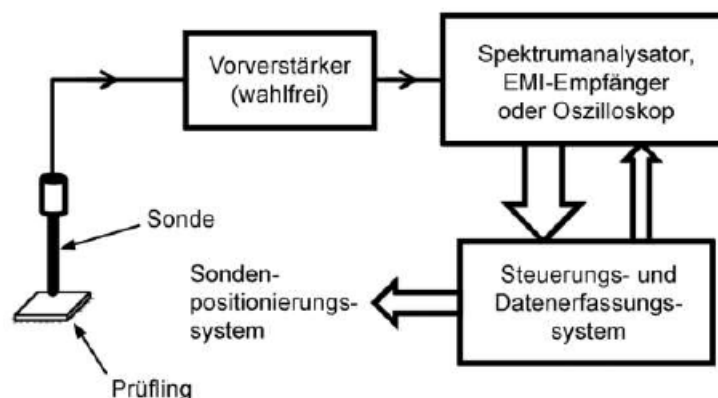 Vorverstärker
(wahlfrei)
Spektrumanalysator,
EMI-Empfänger
oder Oszilloskop
Sonde
Sonden-
positionierungs-
system
Steuerungs- und
Datenerfassungs-
system
Prüfling